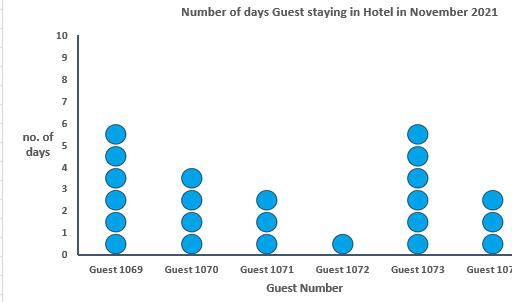 Number of days Guest staying in Hotel in November 2021
10
9
8
7
6
5
4
3
2
1
0
no. of
days
Guest 1069 Guest 1070 Guest 1071 Guest 1072 Guest 1073 Guest
Guest Number